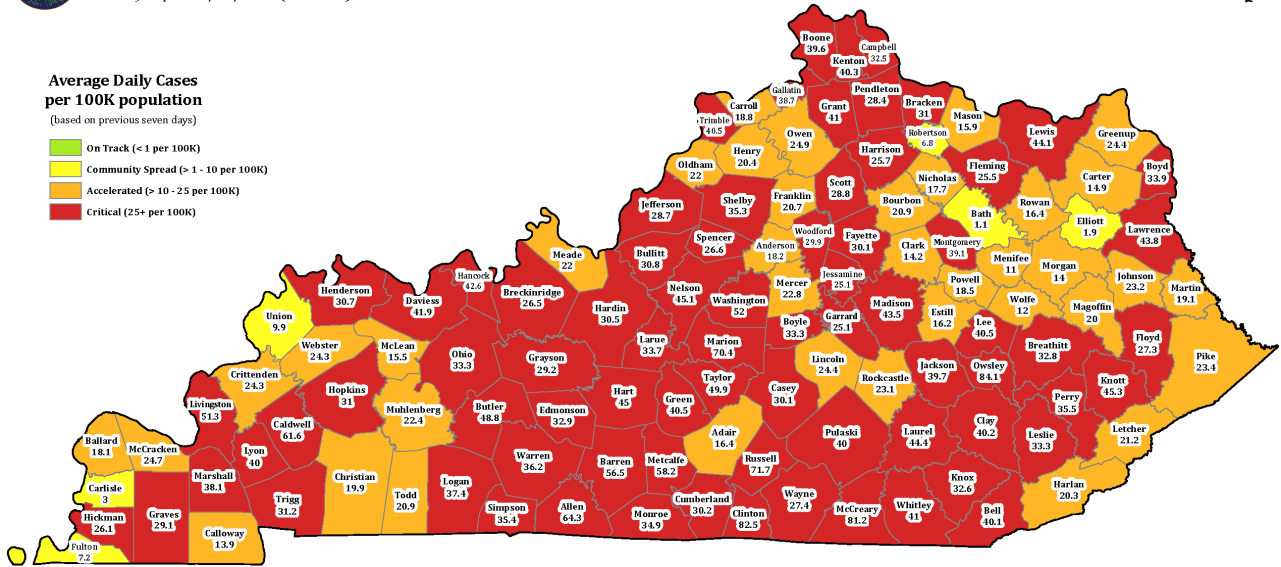 Average Daily Cases
per 100K population
(based on previous seven days)
On Track (< 1 per 100K)
Community Spread (> 1 - 10 per 100K)
Accelerated (> 10 - 25 per 100K)
Critical (25+ per 100K)
Boone
39.6
Campbell
32.5
Kenton
40.3
Gallatin
38.7
Pendleton
28.4
Carroll
18.8
Grant
41
Bracken
31
Mason
15.9
Trimble
40.5
Owen
24.9
Robertson
6.8
Lewis
44.1
Greenup
24.4
Henry
20.4
Harrison
25.7
Oldham
22
Fleming
25.5
Boyd
33.9
Carter
14.9
Nicholas
17.7
Scott
28.8
Jefferson
28.7
Shelby
35.3
Franklin
20.7
Bourbon
20.9
Rowan
16.4
Bath
1.1
Elliott
1.9
Lawrence
43.8
Woodford
29.9
Fayette
30.1
Spencer
26.6
Anderson
18.2
Clark
14.2
Montgomery
39.1
Meade
22
Bullitt
30.8
Menifee
11
Morgan
14
Hancock
42.6
Jessamine
25.1
Powell
18.5
Johnson
23.2
Martin
19.1
Henderson
30.7
Daviess
41.9
Breckinridge
26.5
Nelson
45.1
Mercer
22.8
Washington
52
Madison
43.5
Wolfe
12
Magoffin
20
Union
9.9
Hardin
30.5
Boyle
33.3
Garrard
25.1
Estill
16.2
Lee
40.5
Webster
24.3
McLean
15.5
Ohio
33.3
Grayson
29.2
Larue
33.7
Marion
70.4
Breathitt
32.8
Floyd
27.3
Pike
23.4
Lincoln
24.4
Crittenden
24.3
Jackson
39.7
Owsley
84.1
Rockcastle
23.1
Taylor
49.9
Knott
45.3
Hopkins
31
Hart
45
Casey
30.1
Green
40.5
Perry
35.5
Livingston
51.3
Muhlenberg
22.4
Butler
48.8
Edmonson
32.9
Caldwell
61.6
Clay
40.2
Adair
16.4
Pulaski
40
Laurel
44.4
Leslie
33.3
Letcher
21.2
Ballard
18.1
McCracken
24.7
Lyon
40
Warren
36.2
Barren
56.5
Metcalfe
58.2
Russell
71.7
Marshall
38.1
Christian
19.9
Knox
32.6
Harlan
20.3
Carlisle
3
Logan
37.4
Todd
20.9
Trigg
31.2
Cumberland
30.2
Wayne
27.4
Hickman
26.1
Graves
29.1
Simpson
35.4
Allen
64.3
Monroe
34.9
Clinton
82.5
McCreary
81.2
Whitley
41
Bell
40.1
Calloway
13.9
Fulton
7.2